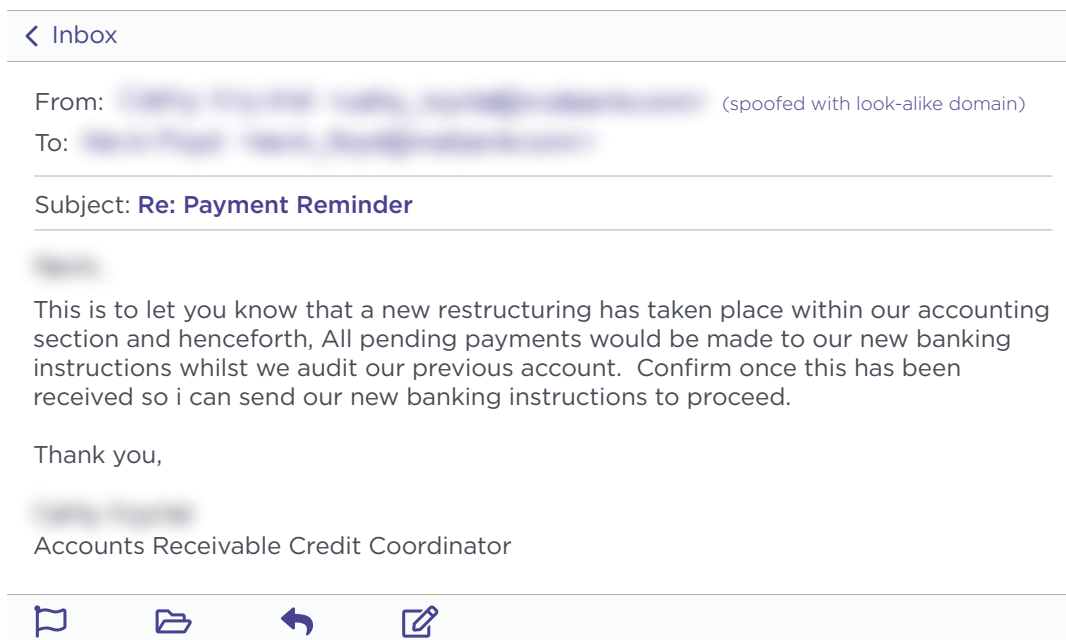 Inbox
From: (spoofed with look-alike domain)
To:
Subject: Re: Payment Reminder
This is to let you know that a new restructuring has taken place within our accounting
section and henceforth, All pending payments would be made to our new banking
instructions whilst we audit our previous account.  Confirm once this has been
received so i can send our new banking instructions to proceed.
Thank you,
Accounts Receivable Credit Coordinator